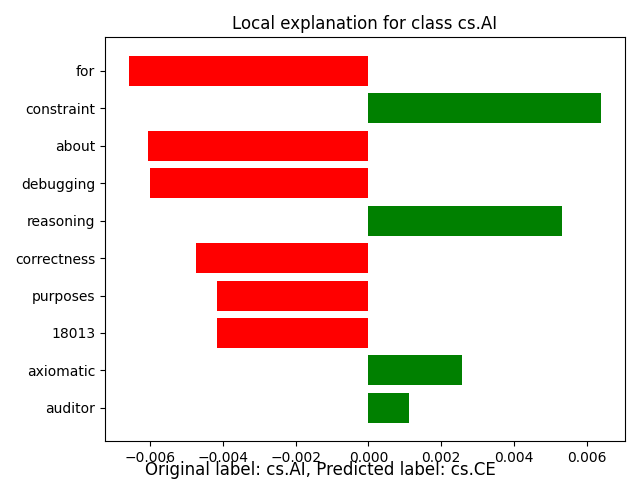 Local explanation for class cs.AI
for
constraint
about
debugging
reasoning
correctness
purposes
18013
axiomatic
auditor
−0.006 −0.004 −0.002 0.000 0.002 0.004 0.006
Original label: cs.AI, Predicted label: cs.CE